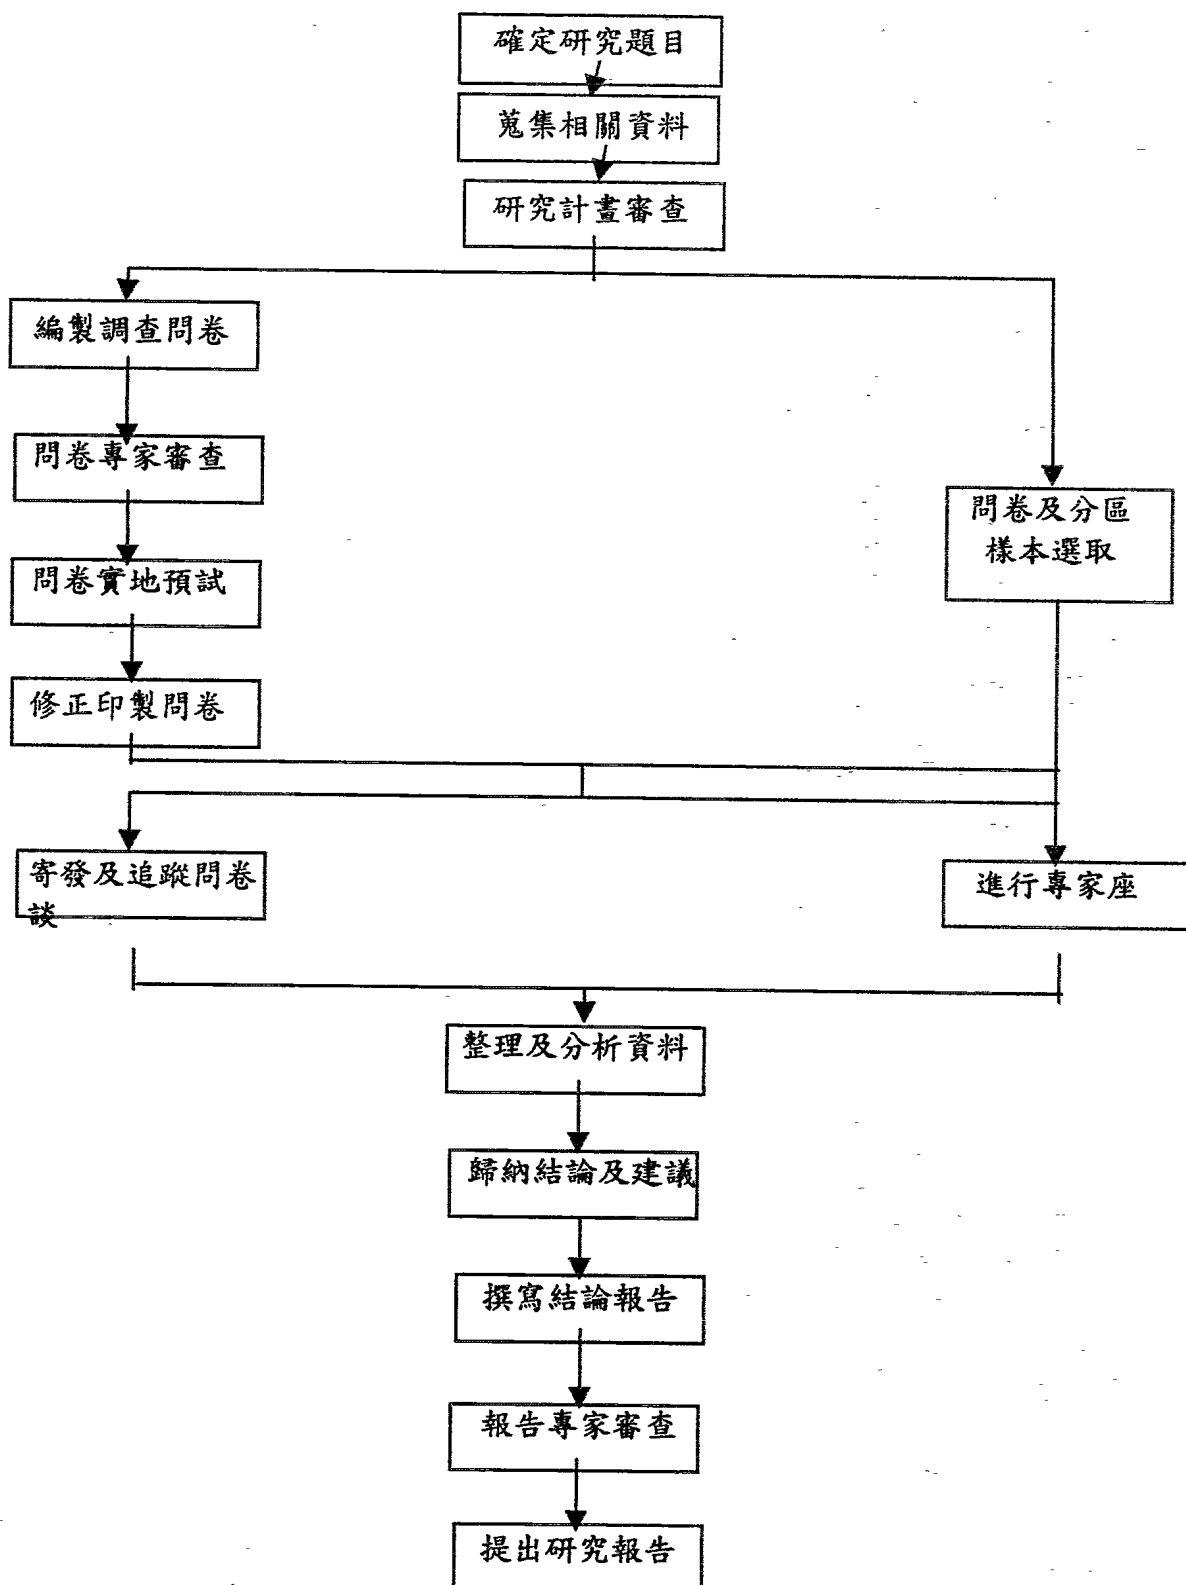 確定研究題目
蒐集相關資料
研究計畫審查
編製調查問卷
問卷專家審查
問卷及分區
樣本選取
問卷實地預試
修正印製問卷
寄發及追蹤問卷
談
進行專家座
整理及分析資料
歸納結論及建議
撰寫結論報告
報告專家審查
提出研究報告